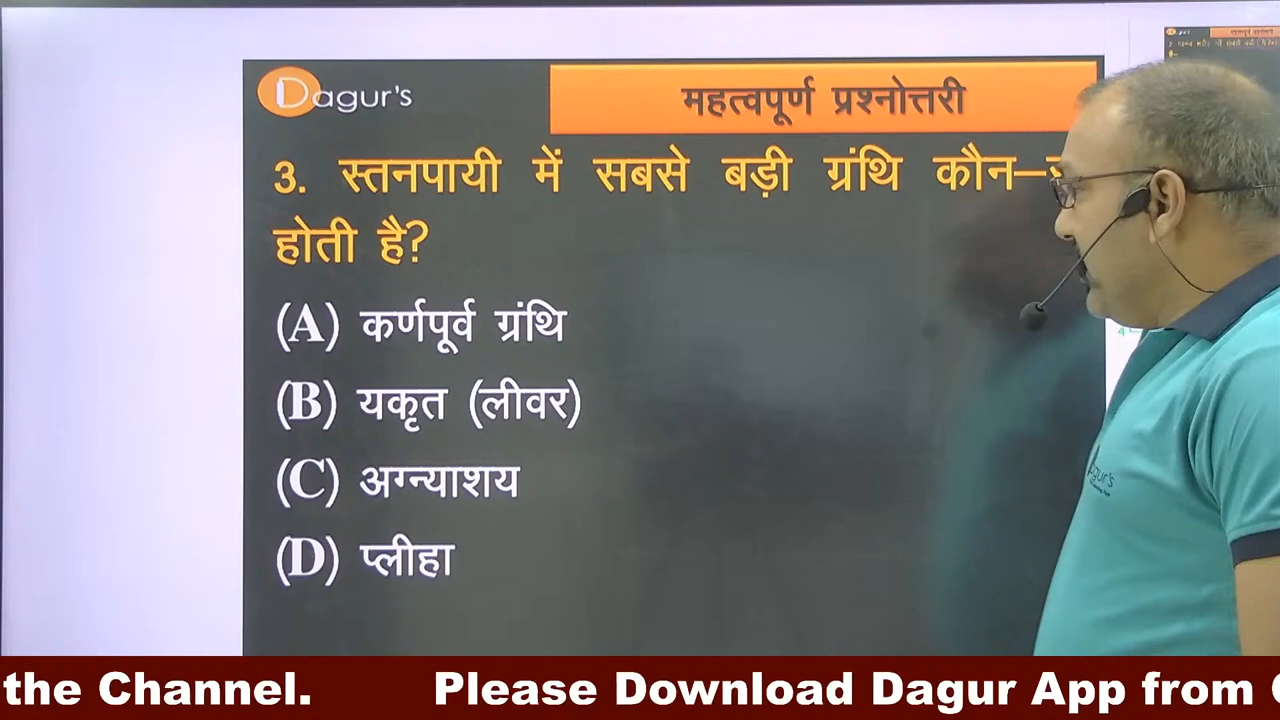 Dagur's
महत्वपूर्ण प्रश्नोत्तरी
3. स्तनपायी में सबसे बड़ी ग्रंथि कौन–
होती है?
(A) कर्णपूर्व ग्रंथि
(B) यकृत (लीवर)
(C) अग्न्याशय
(D) प्लीहा
the Channel. Please Download Dagur App from